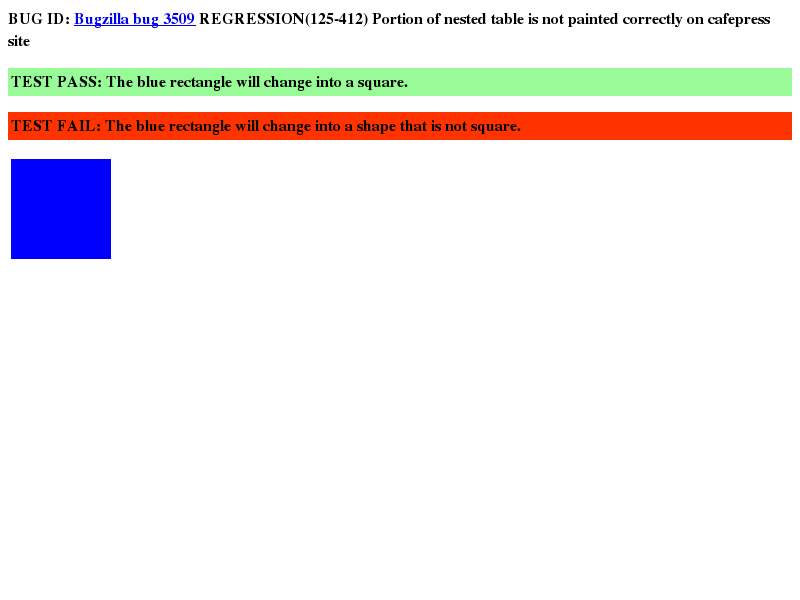 BUG ID: Bugzilla bug 3509 REGRESSION(125-412) Portion of nested table is not painted correctly on cafepress
site
TEST PASS: The blue rectangle will change into a square.
TEST FAIL: The blue rectangle will change into a shape that is not square.